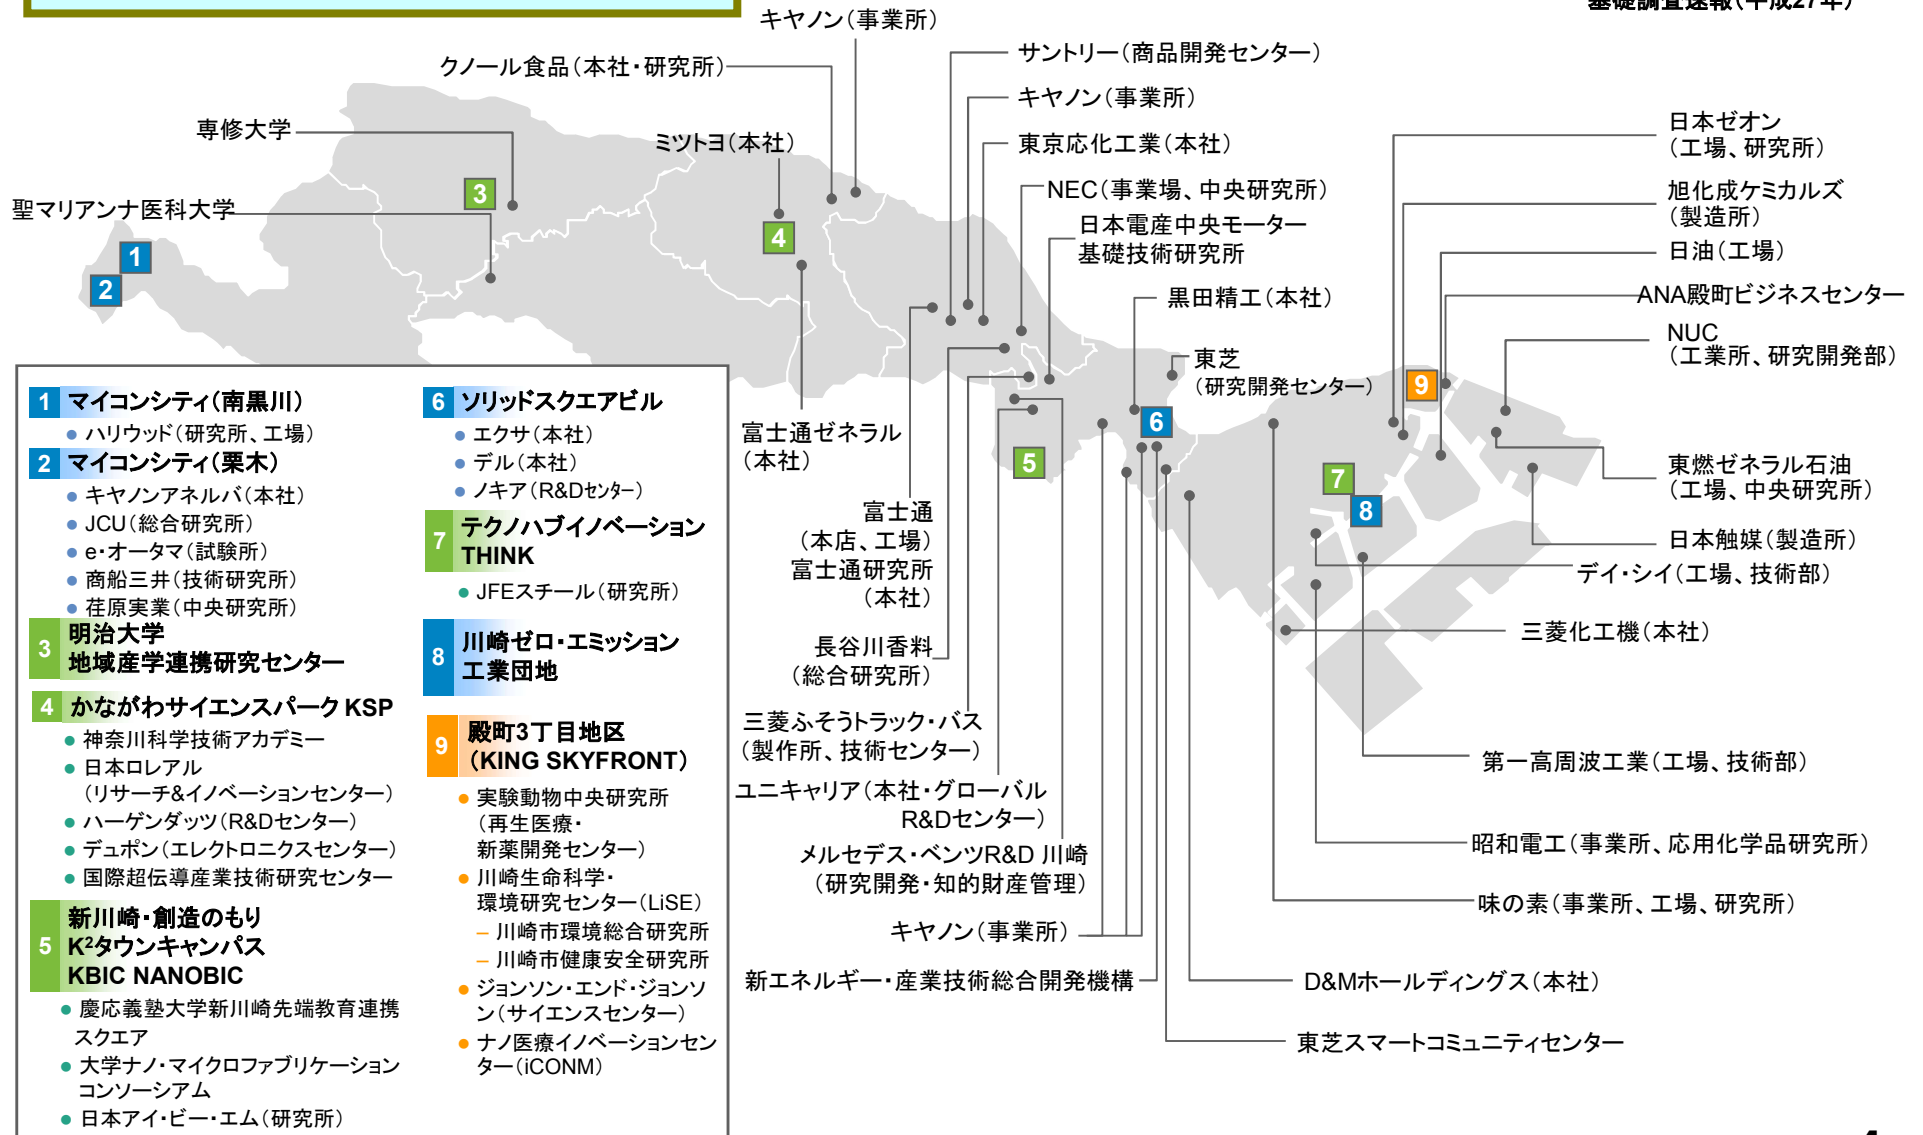 基礎調査速報(平成27年)
キヤノン(事業所)
クノール食品(本社・研究所)
専修大学
ミツトヨ(本社)
聖マリアンナ医科大学
サントリー(商品開発センター)
キヤノン(事業所)
東京応化工業(本社)
NEC(事業場、中央研究所)
日本電産中央モーター
基礎技術研究所
黒田精工(本社)
東芝
(研究開発センター)
日本ゼオン
(工場、研究所)
旭化成ケミカルズ
(製造所)
日油(工場)
ANA殿町ビジネスセンター
NUC
(工業所、研究開発部)
東燃ゼネラル石油
(工場、中央研究所)
日本触媒(製造所)
デイ・シイ(工場、技術部)
三菱化工機(本社)
第一高周波工業(工場、技術部)
昭和電工(事業所、応用化学品研究所)
味の素(事業所、工場、研究所)
D&Mホールディングス(本社)
東芝スマートコミュニティセンター
富士通ゼネラル
(本社)
富士通
(本店、工場)
富士通研究所
(本社)
長谷川香料
(総合研究所)
三菱ふそうトラック・バス
(製作所、技術センター)
ユニキャリア(本社・グローバル
R&Dセンター)
メルセデス・ベンツR&D 川崎
(研究開発・知的財産管理)
キヤノン(事業所)
新エネルギー・産業技術総合開発機構
1
2
3
4
5
6
7
8
9
1 マイコンシティ(南黒川)
● ハリウッド(研究所、工場)
2 マイコンシティ(栗木)
● キヤノンアネルバ(本社)
● JCU(総合研究所)
● e・オータマ(試験所)
● 商船三井(技術研究所)
● 荏原実業(中央研究所)
3 明治大学
地域産学連携研究センター
4 かながわサイエンスパーク KSP
● 神奈川科学技術アカデミー
● 日本ロレアル
(リサーチ&イノベーションセンター)
● ハーゲンダッツ(R&Dセンター)
● デュポン(エレクトロニクスセンター)
● 国際超伝導産業技術研究センター
5 新川崎・創造のもり
K²タウンキャンパス
KBIC NANOBIC
● 慶応義塾大学新川崎先端教育連携
スクエア
● 大学ナノ・マイクロファブリケーション
コンソーシアム
● 日本アイ・ビー・エム(研究所)
6 ソリッドスクエアビル
● エクサ(本社)
● デル(本社)
● ノキア(R&Dセンター)
7 テクノハブイノベーション
THINK
● JFEスチール(研究所)
8 川崎ゼロ・エミッション
工業団地
9 殿町3丁目地区
(KING SKYFRONT)
● 実験動物中央研究所
(再生医療・
新薬開発センター)
● 川崎生命科学・
環境研究センター(LiSE)
– 川崎市環境総合研究所
– 川崎市健康安全研究所
● ジョンソン・エンド・ジョンソ
ン(サイエンスセンター)
● ナノ医療イノベーションセン
ター(iCONM)